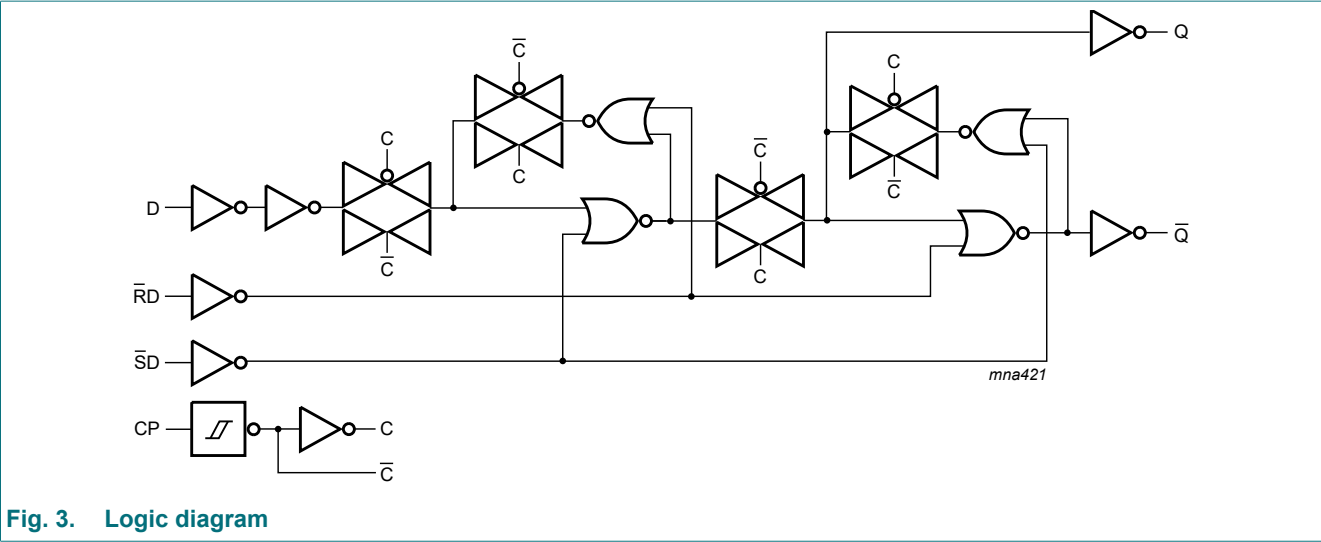 Q
C̅
C
C
C
C̅
C̅
D
C̅
C
Q̅
R̅D
S̅D
mna421
CP
C
C̅
Fig. 3. Logic diagram